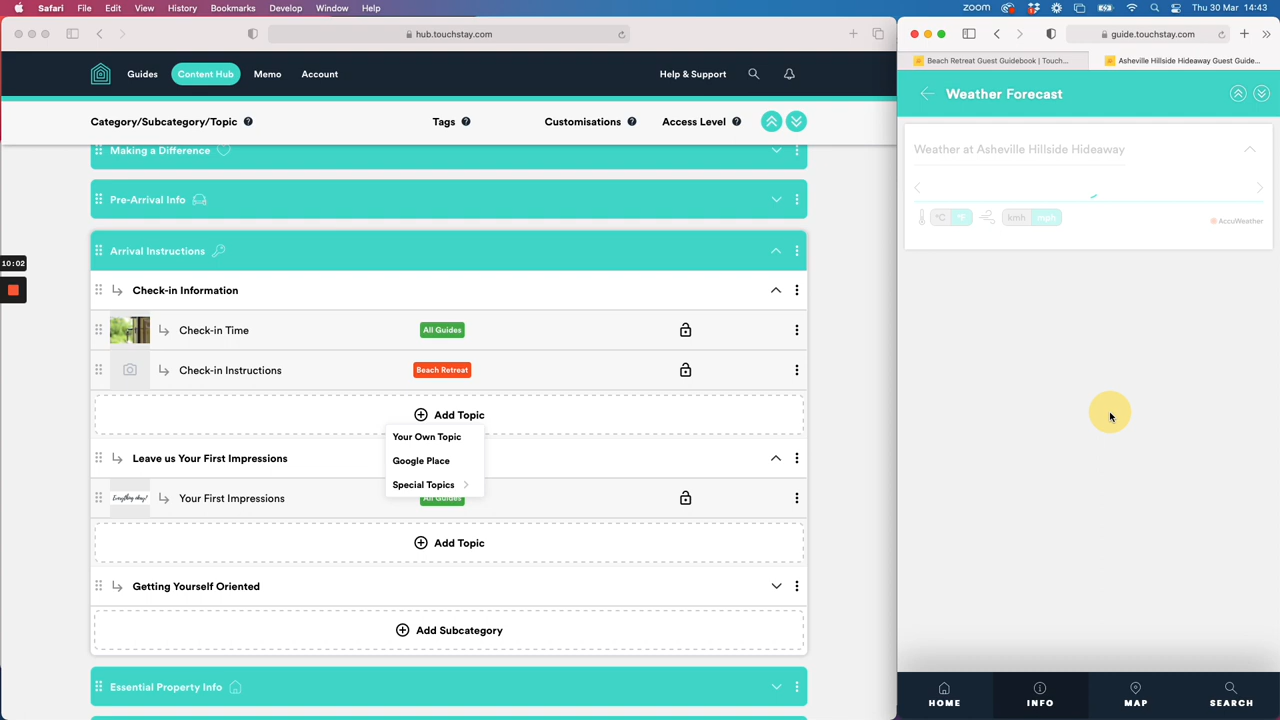 Safari File Edit View History Bookmarks Develop Window Help
ZOOM Thu 30 Mar 14:43
hub.touchstay.com
guide.touchstay.com
Beach Retreat Guest Guidebook | Touch...
Asheville Hillside Hideaway Guest Guide...
Guides Content Hub Memo Account Help & Support
Weather Forecast
Category/Subcategory/Topic Tags Customisations Access Level
Making a Difference
Weather at Asheville Hillside Hideaway
Pre-Arrival Info
°C °F kmh mph AccuWeather
Arrival Instructions
10:02
Check-in Information
Check-in Time All Guides
Check-in Instructions Beach Retreat
Add Topic
Your Own Topic
Google Place
Special Topics
Leave us Your First Impressions
Everything okay? Your First Impressions All Guides
Add Topic
Getting Yourself Oriented
Add Subcategory
Essential Property Info
HOME INFO MAP SEARCH